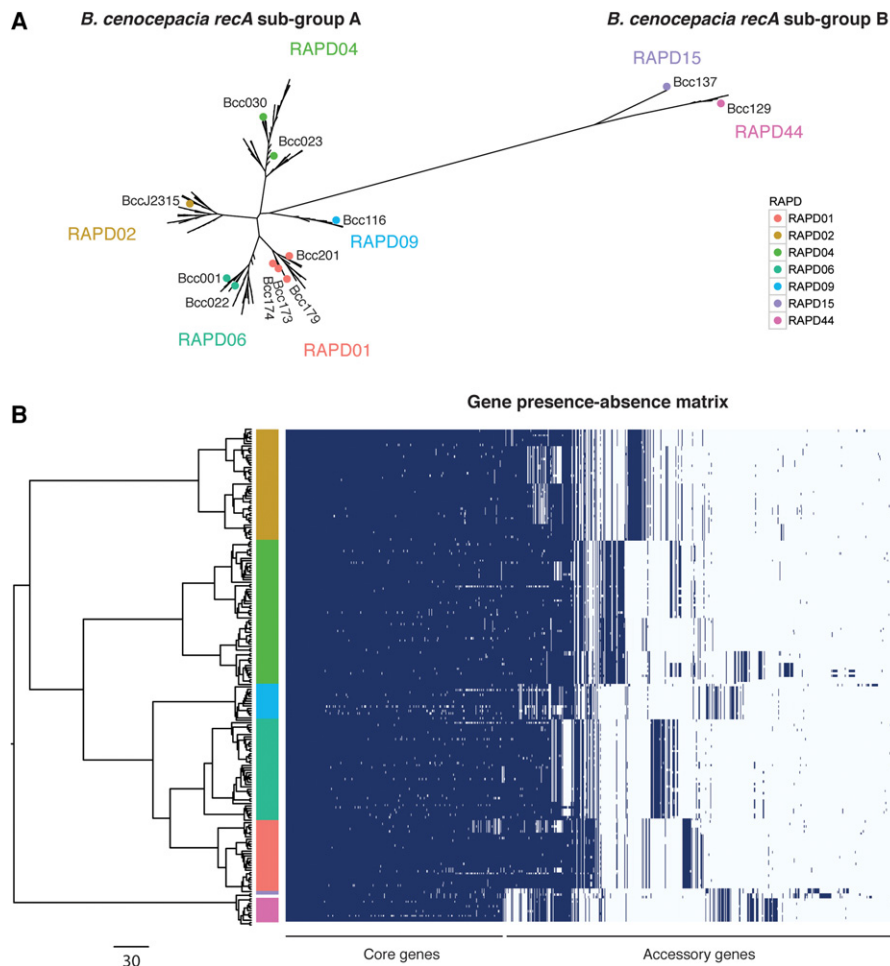 A
B. cenocepacia recA sub-group A
B. cenocepacia recA sub-group B
RAPD04
RAPD15
Bcc137
Bcc030
Bcc129
RAPD44
Bcc023
BccJ2315
RAPD02
Bcc116
RAPD09
Bcc201
Bcc001
Bcc022
Bcc179
Bcc173
Bcc174
RAPD06
RAPD01
RAPD
RAPD01
RAPD02
RAPD04
RAPD06
RAPD09
RAPD15
RAPD44
B
Gene presence-absence matrix
30
Core genes
Accessory genes